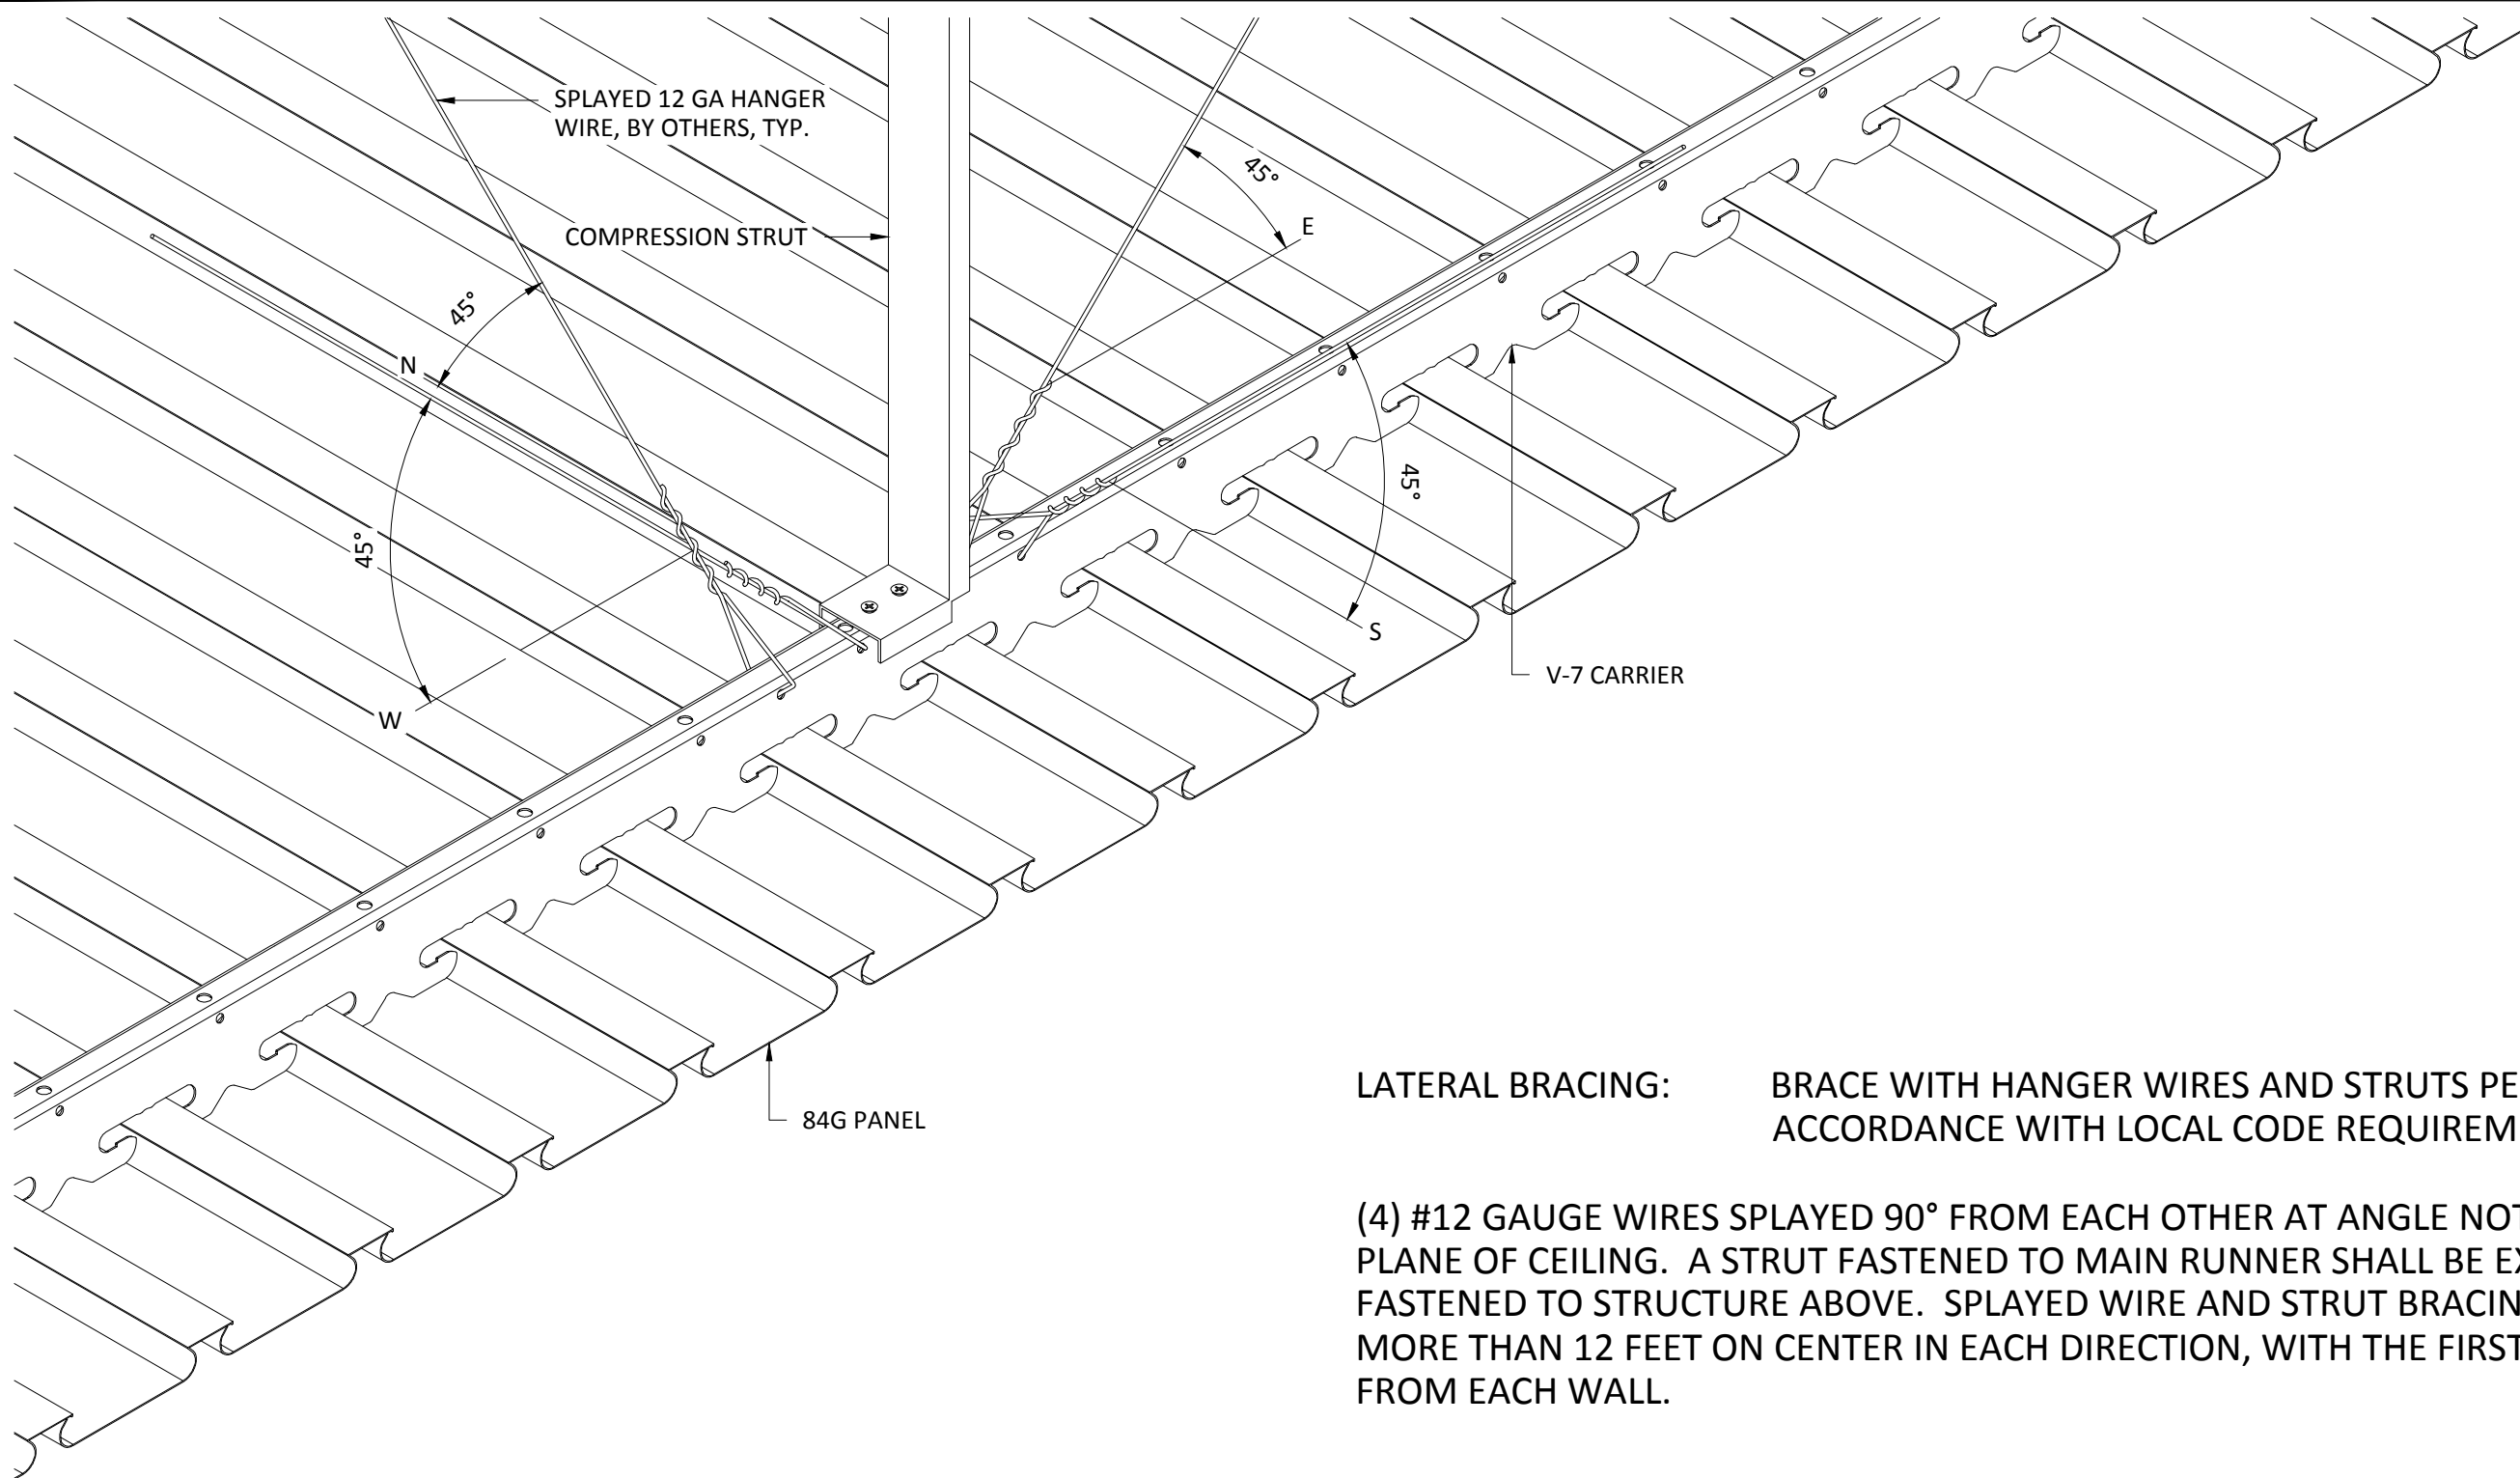 SPLAYED 12 GA HANGER
WIRE, BY OTHERS, TYP.
COMPRESSION STRUT
45°
E
45°
N
45°
W
45°
S
V-7 CARRIER
84G PANEL
LATERAL BRACING: BRACE WITH HANGER WIRES AND STRUTS PE
ACCORDANCE WITH LOCAL CODE REQUIREM
(4) #12 GAUGE WIRES SPLAYED 90° FROM EACH OTHER AT ANGLE NOT
PLANE OF CEILING. A STRUT FASTENED TO MAIN RUNNER SHALL BE
FASTENED TO STRUCTURE ABOVE. SPLAYED WIRE AND STRUT BRACIN
MORE THAN 12 FEET ON CENTER IN EACH DIRECTION, WITH THE FIRST
FROM EACH WALL.